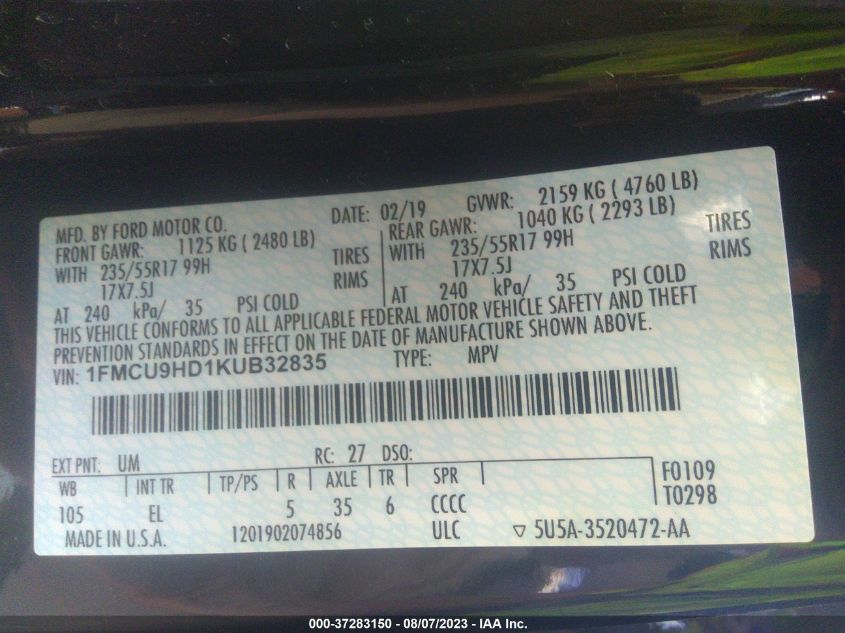 MFD. BY FORD MOTOR CO. DATE: 02/19 GVWR: 2159 KG ( 4760 LB)
FRONT GAWR: 1125 KG ( 2480 LB) REAR GAWR: 1040 KG ( 2293 LB)
WITH 235/55R17 99H TIRES WITH 235/55R17 99H TIRES
17X7.5J RIMS 17X7.5J RIMS
AT 240 kPa/ 35 PSI COLD AT 240 kPa/ 35 PSI COLD
THIS VEHICLE CONFORMS TO ALL APPLICABLE FEDERAL MOTOR VEHICLE SAFETY AND THEFT
PREVENTION STANDARDS IN EFFECT ON THE DATE OF MANUFACTURE SHOWN ABOVE.
VIN: 1FMCU9HD1KUB32835 TYPE: MPV
EXT PNT: UM RC: 27 DSO:
WB INT TR TP/PS R AXLE TR SPR F0109
105 EL 5 35 6 CCCC T0298
MADE IN U.S.A. 1201902074856 ULC ▽ 5U5A-3520472-AA
000-37283150 - 08/07/2023 - IAA Inc.